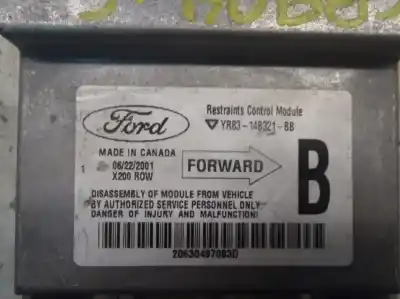 Ford
Restraints Control Module
YR83-14B321-BB
MADE IN CANADA
1 06/22/2001
X200 ROW
FORWARD
B
DISASSEMBLY OF MODULE FROM VEHICLE
BY AUTHORIZED SERVICE PERSONNEL ONLY
DANGER OF INJURY AND MALFUNCTION!